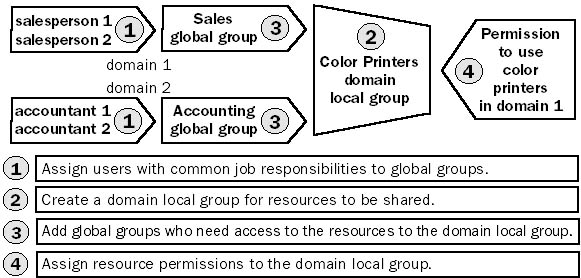 salesperson 1
salesperson 2
1
Sales
global group
3
domain 1
domain 2
accountant 1
accountant 2
1
Accounting
global group
3
2
Color Printers
domain
local group
4
Permission
to use
color
printers
in domain 1
1 Assign users with common job responsibilities to global groups.
2 Create a domain local group for resources to be shared.
3 Add global groups who need access to the resources to the domain local group.
4 Assign resource permissions to the domain local group.